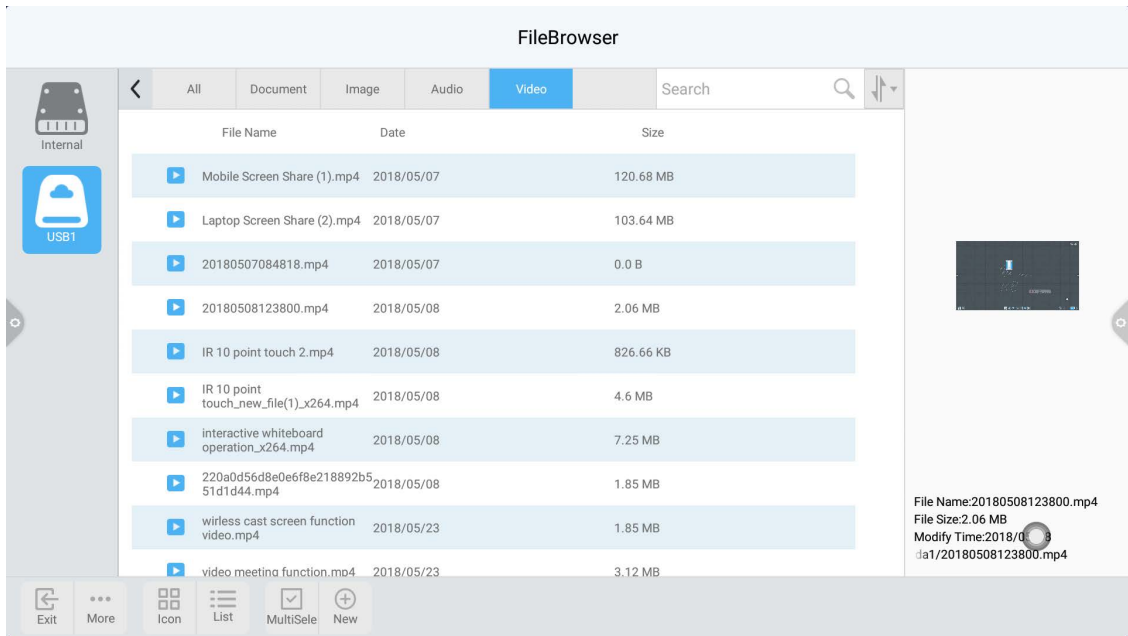 FileBrowser
All Document Image Audio Video Search
Internal
USB1
File Name Date Size
Mobile Screen Share (1).mp4 2018/05/07 120.68 MB
Laptop Screen Share (2).mp4 2018/05/07 103.64 MB
20180507084818.mp4 2018/05/07 0.0 B
20180508123800.mp4 2018/05/08 2.06 MB
IR 10 point touch 2.mp4 2018/05/08 826.66 KB
IR 10 point
touch_new_file(1)_x264.mp4 2018/05/08 4.6 MB
interactive whiteboard
operation_x264.mp4 2018/05/08 7.25 MB
220a0d56d8e0e6f8e218892b5
51d1d44.mp4 2018/05/08 1.85 MB
wirless cast screen function
video.mp4 2018/05/23 1.85 MB
video meeting function.mp4 2018/05/23 3.12 MB
File Name:20180508123800.mp4
File Size:2.06 MB
Modify Time:2018/0
da1/20180508123800.mp4
Exit More Icon List MultiSele New